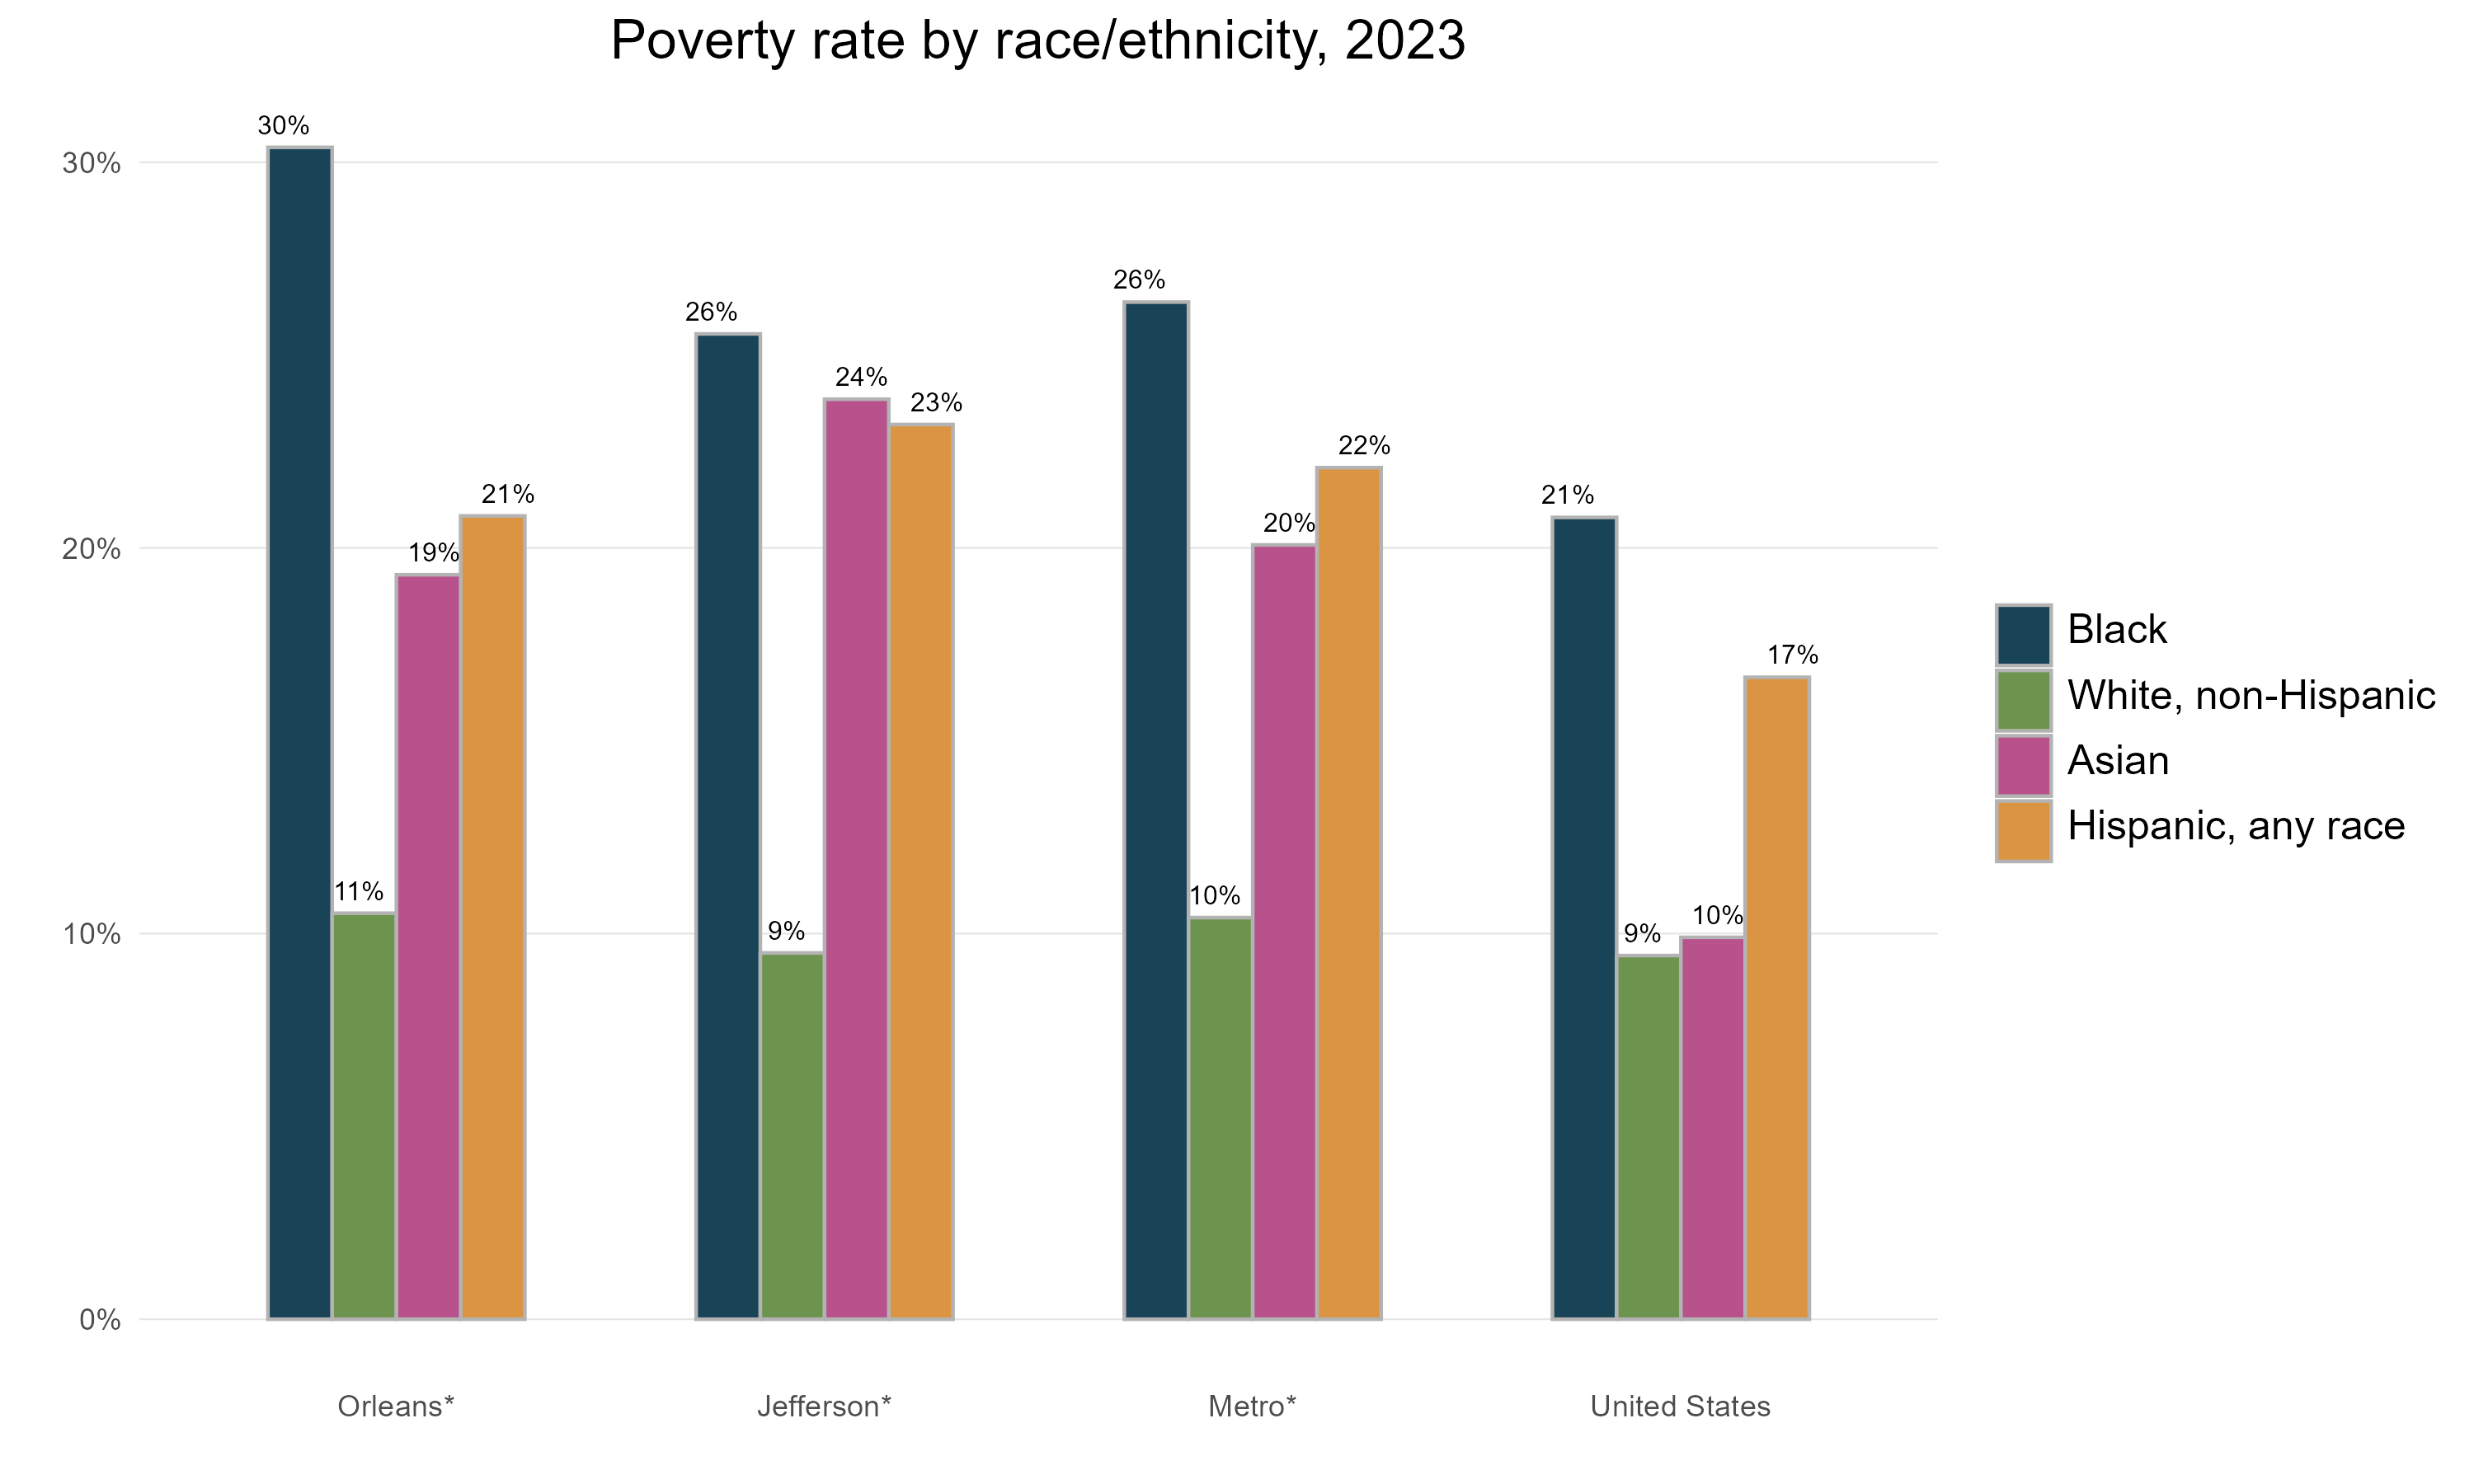 Poverty rate by race/ethnicity, 2023
30%
20%
10%
0%
30%
11%
19%
21%
26%
9%
24%
23%
26%
10%
20%
22%
21%
9%
10%
17%
Orleans*
Jefferson*
Metro*
United States
Black
White, non-Hispanic
Asian
Hispanic, any race